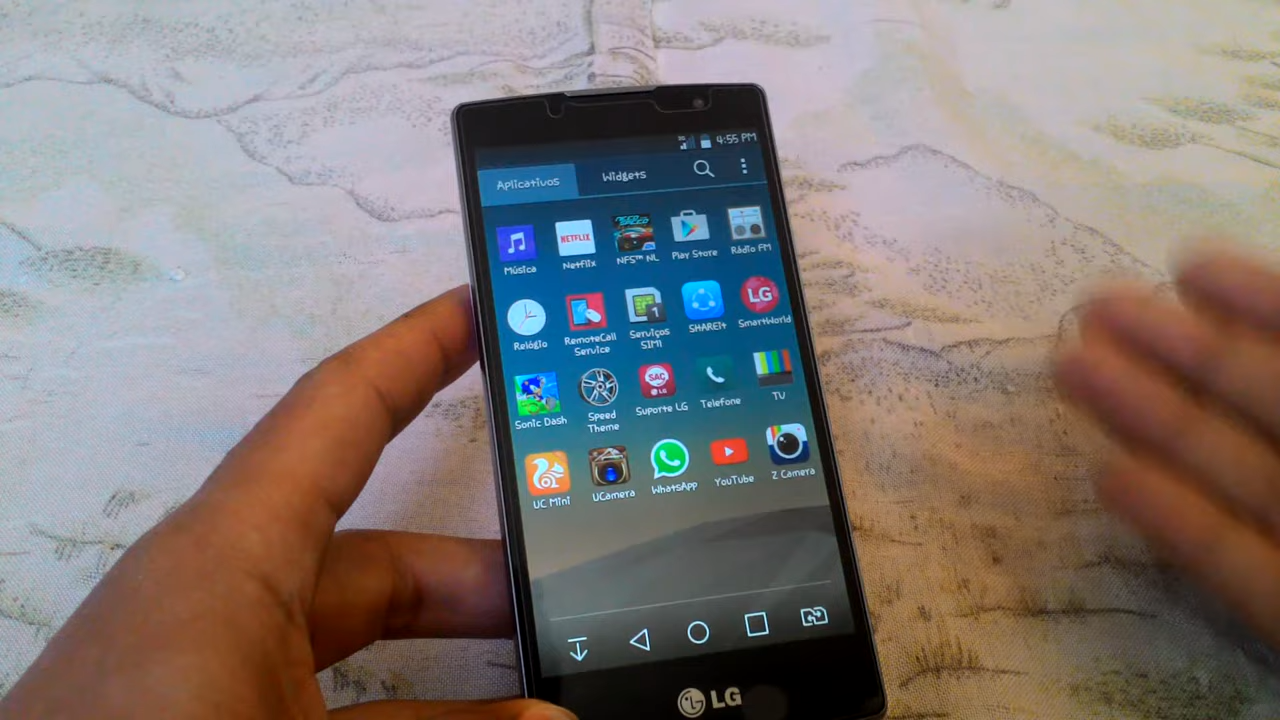 4:55 PM
Aplicativos Widgets
NETFLIX
Música Netflix NFS™ NL Play Store Rádio FM
LG
1
Relógio RemoteCall Service Serviços SIM1 SHAREit SmartWorld
SAC
LG
Sonic Dash Speed Theme Suporte LG Telefone TV
UC Mini UCamera WhatsApp YouTube Z Camera
LG